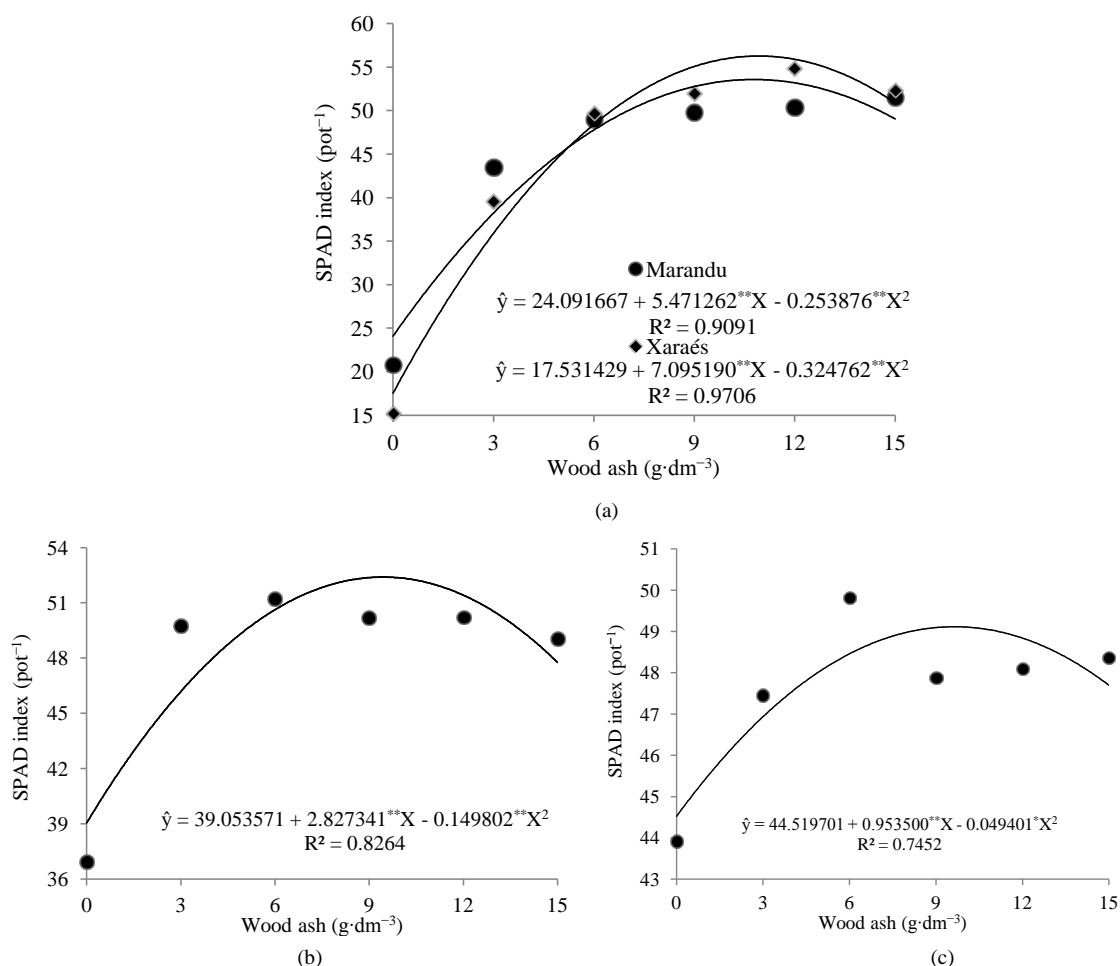 60
55
50
45
40
35
30
25
20
15
SPAD index (pot⁻¹)
Marandu
ŷ = 24.091667 + 5.471262**X - 0.253876**X²
R² = 0.9091
Xaraés
ŷ = 17.531429 + 7.095190**X - 0.324762**X²
R² = 0.9706
0 3 6 9 12 15
Wood ash (g·dm⁻³)
(a)
54
51
48
45
42
39
36
SPAD index (pot⁻¹)
ŷ = 39.053571 + 2.827341**X - 0.149802**X²
R² = 0.8264
0 3 6 9 12 15
Wood ash (g·dm⁻³)
(b)
51
50
49
48
47
46
45
44
43
SPAD index (pot⁻¹)
ŷ = 44.519701 + 0.953500**X - 0.049401*X²
R² = 0.7452
0 3 6 9 12 15
Wood ash (g·dm⁻³)
(c)